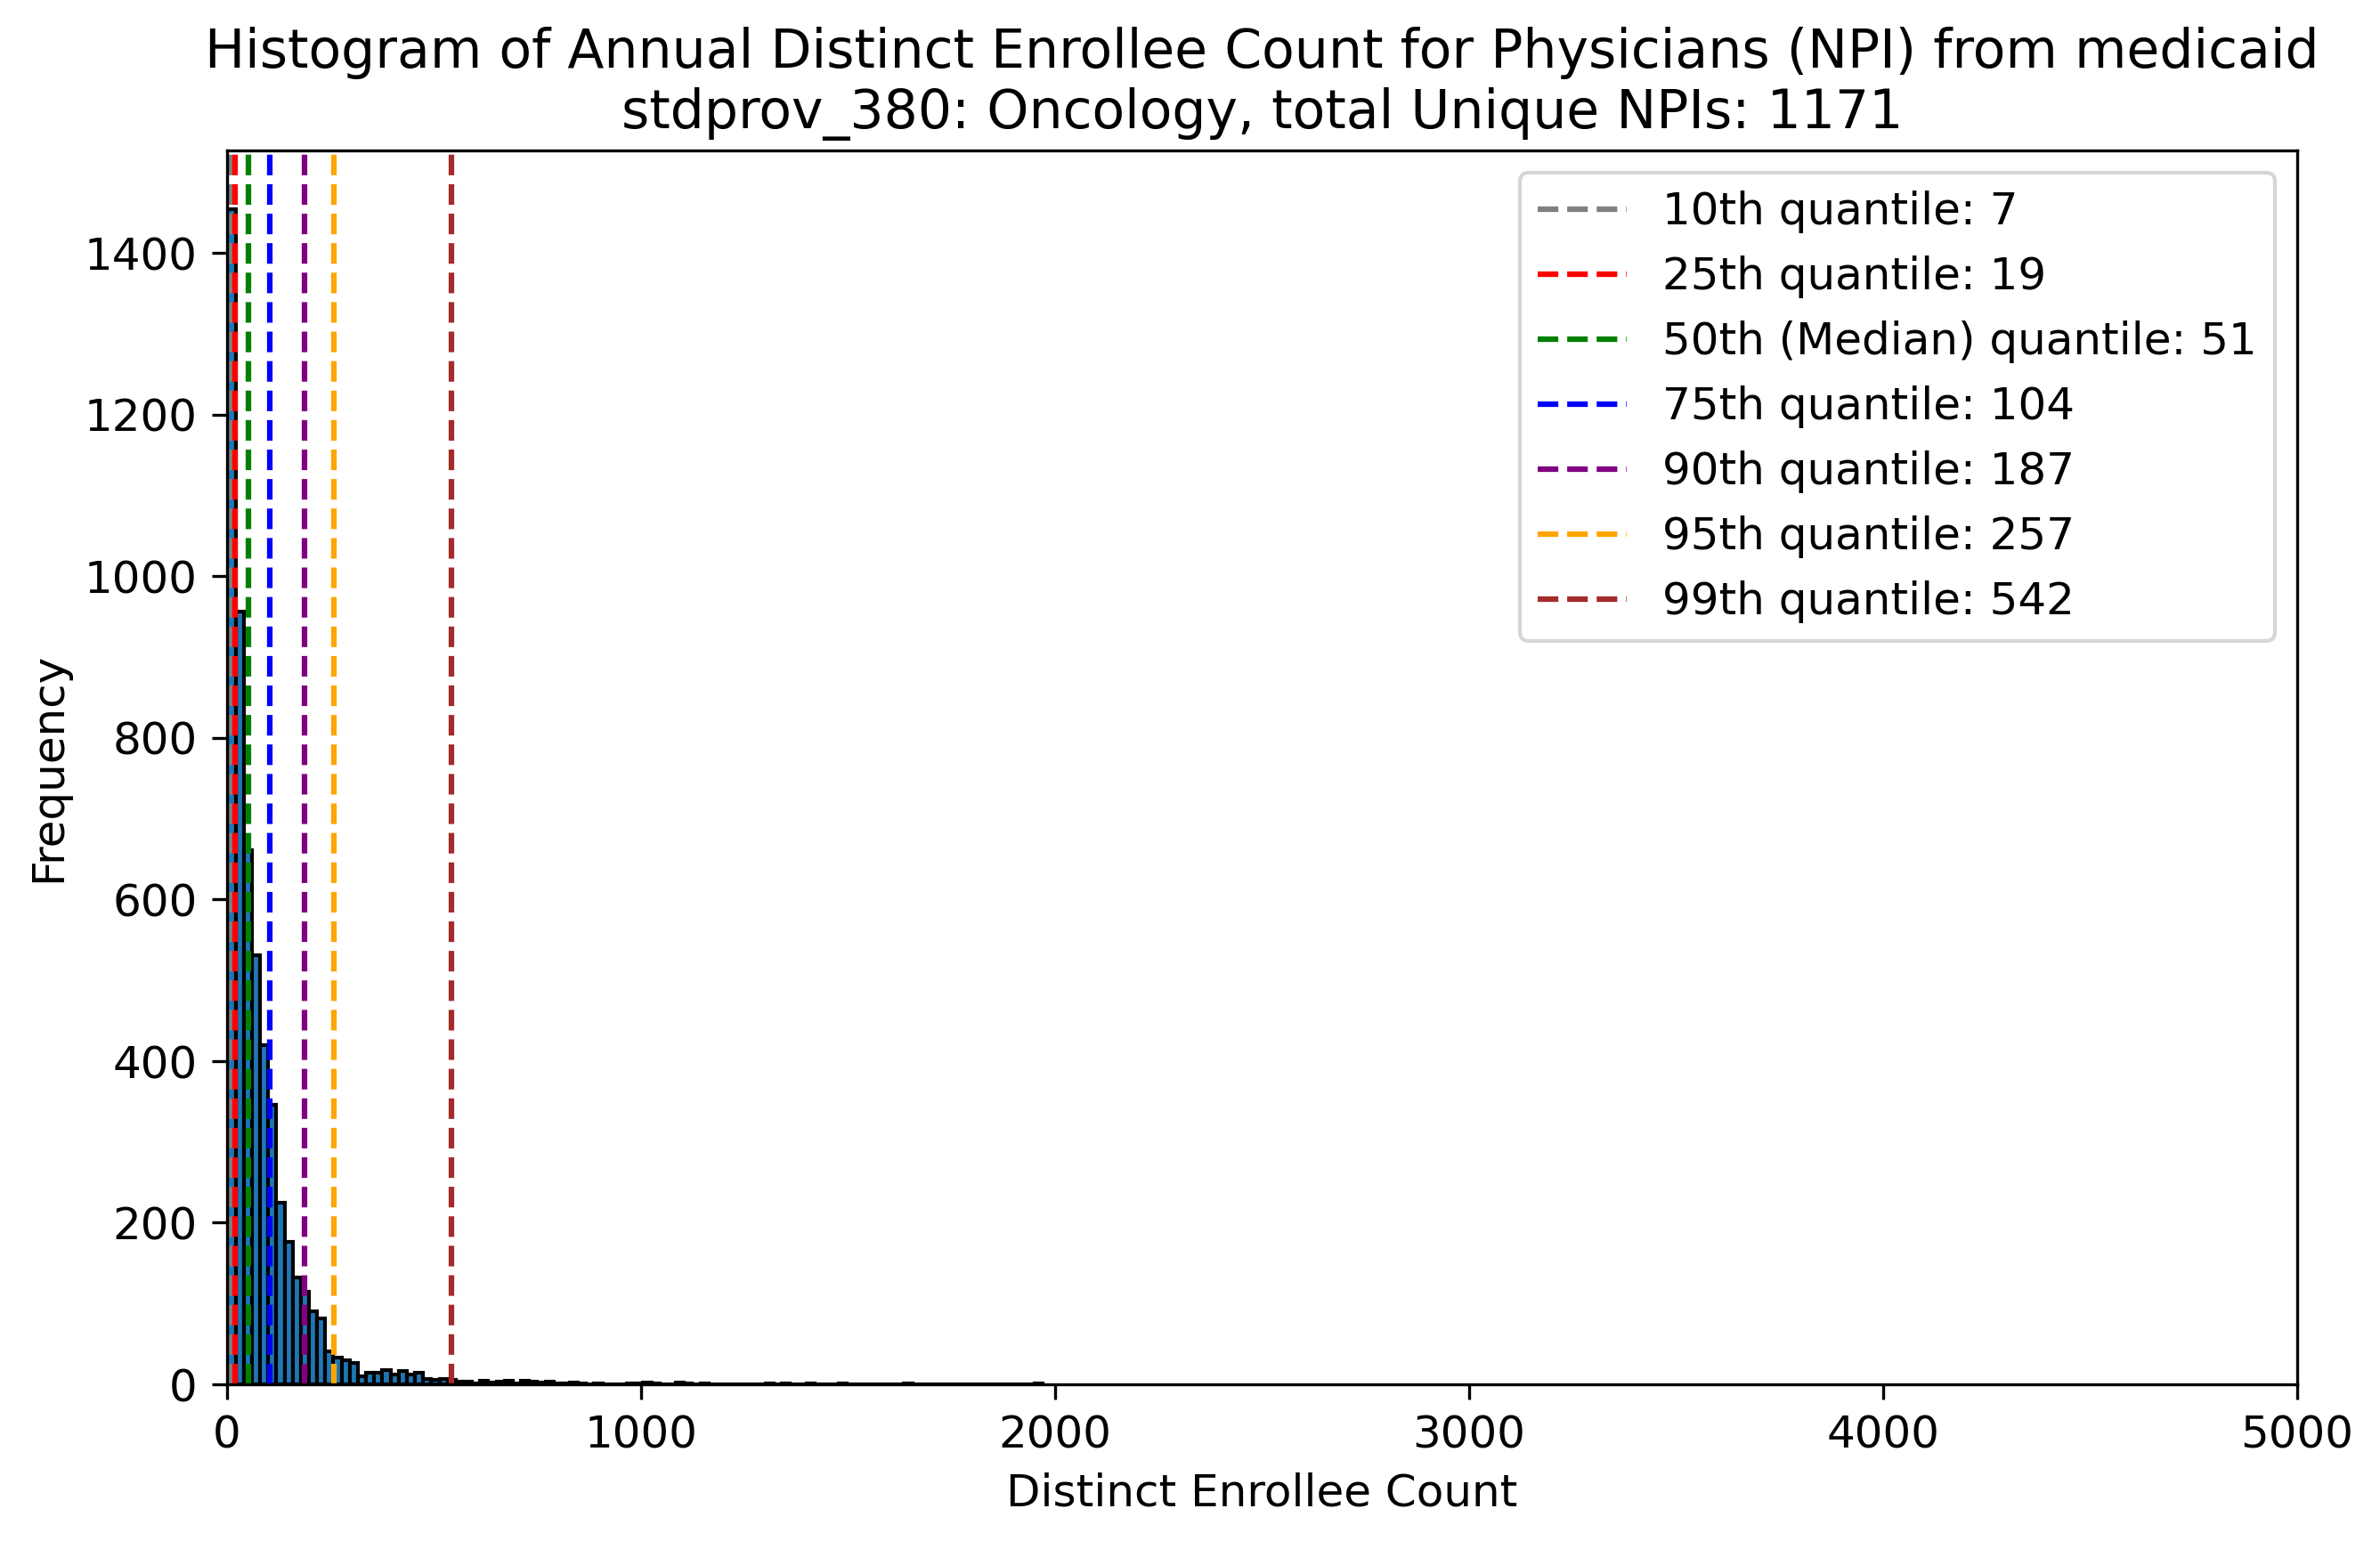 Histogram of Annual Distinct Enrollee Count for Physicians (NPI) from medicaid
stdprov_380: Oncology, total Unique NPIs: 1171
10th quantile: 7
25th quantile: 19
50th (Median) quantile: 51
75th quantile: 104
90th quantile: 187
95th quantile: 257
99th quantile: 542
Frequency
1400
1200
1000
800
600
400
200
0
0 1000 2000 3000 4000 5000
Distinct Enrollee Count